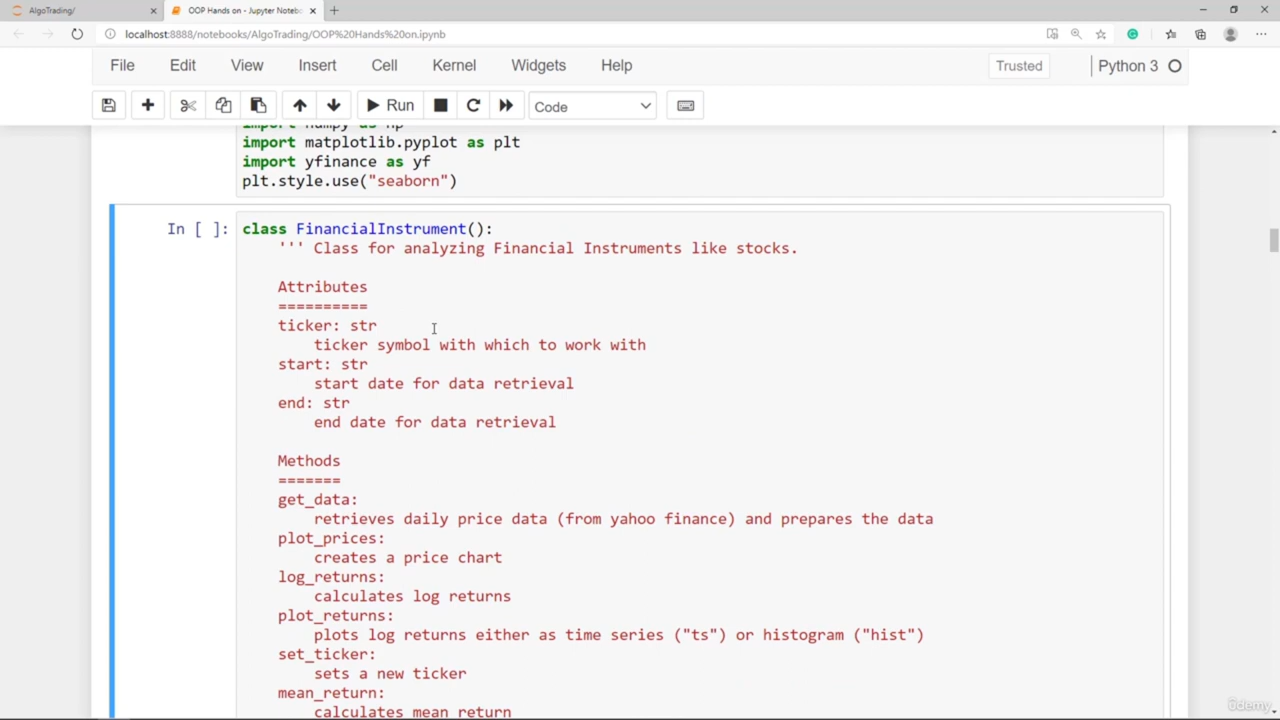 AlgoTrading/
OOP Hands on - Jupyter Notebo
localhost:8888/notebooks/AlgoTrading/OOP%20Hands%20on.ipynb
File Edit View Insert Cell Kernel Widgets Help Trusted Python 3
Run Code
import numpy as np
import matplotlib.pyplot as plt
import yfinance as yf
plt.style.use("seaborn")
In [ ]: class FinancialInstrument():
''' Class for analyzing Financial Instruments like stocks.
Attributes
==========
ticker: str
ticker symbol with which to work with
start: str
start date for data retrieval
end: str
end date for data retrieval
Methods
=======
get_data:
retrieves daily price data (from yahoo finance) and prepares the data
plot_prices:
creates a price chart
log_returns:
calculates log returns
plot_returns:
plots log returns either as time series ("ts") or histogram ("hist")
set_ticker:
sets a new ticker
mean_return:
calculates mean return
ûdemy